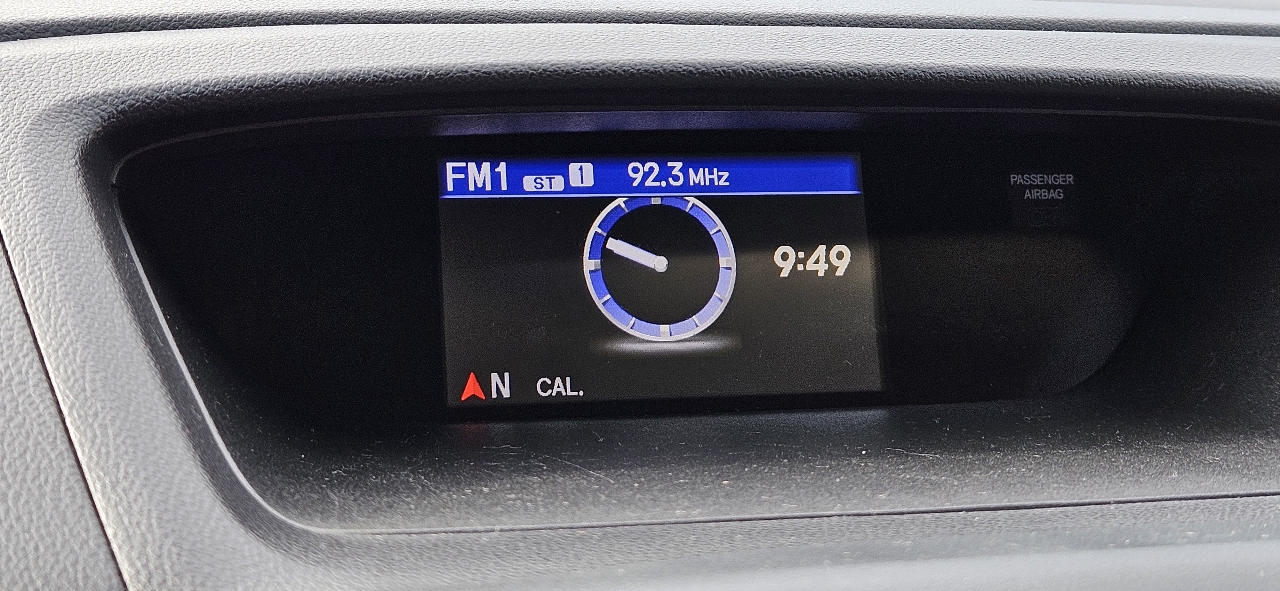 FM1 ST 1 92.3 MHz
PASSENGER
AIRBAG
9:49
N CAL.